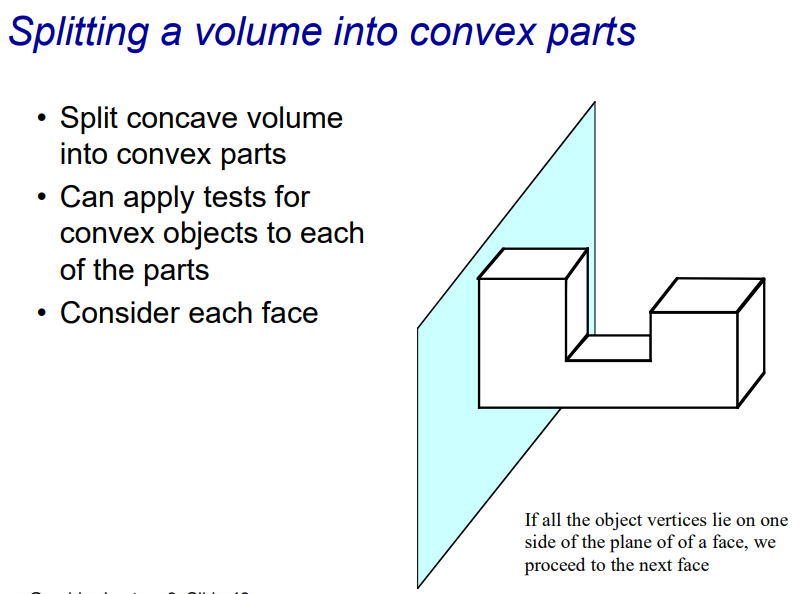 Splitting a volume into convex parts
• Split concave volume
into convex parts
• Can apply tests for
convex objects to each
of the parts
• Consider each face
If all the object vertices lie on one
side of the plane of of a face, we
proceed to the next face